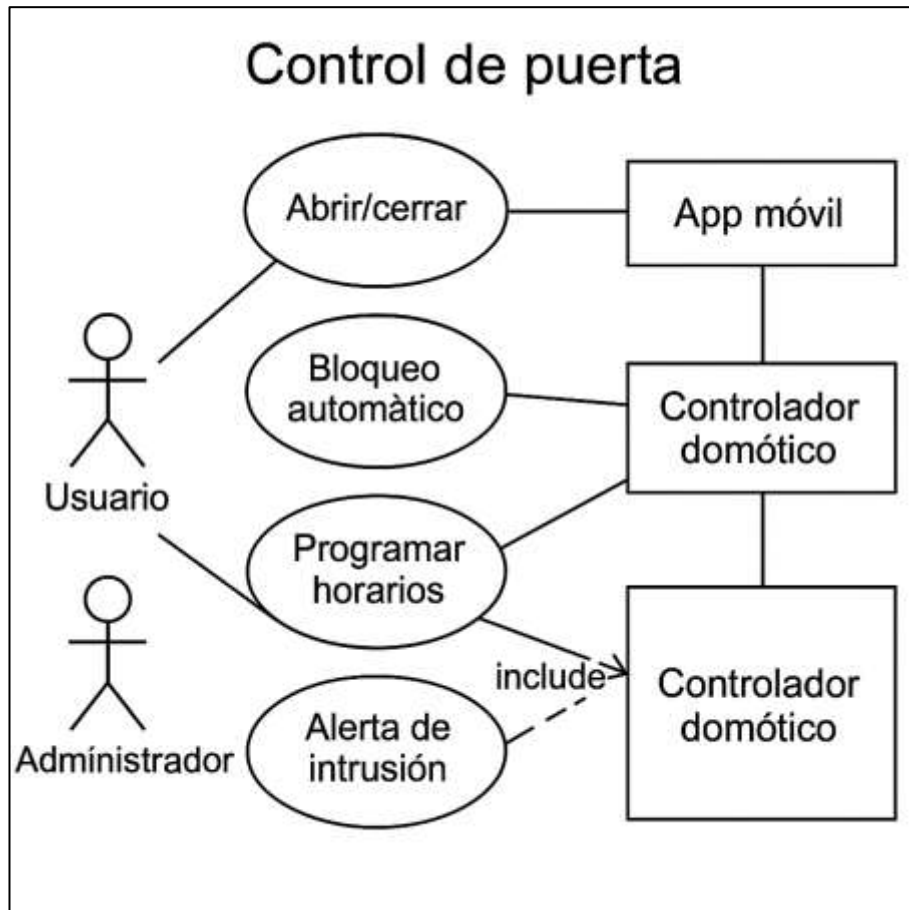 Control de puerta
Abrir/cerrar
App móvil
Bloqueo
automàtico
Controlador
domótico
Usuario
Programar
horarios
include
Controlador
domótico
Alerta de
intrusión
Admínistrador